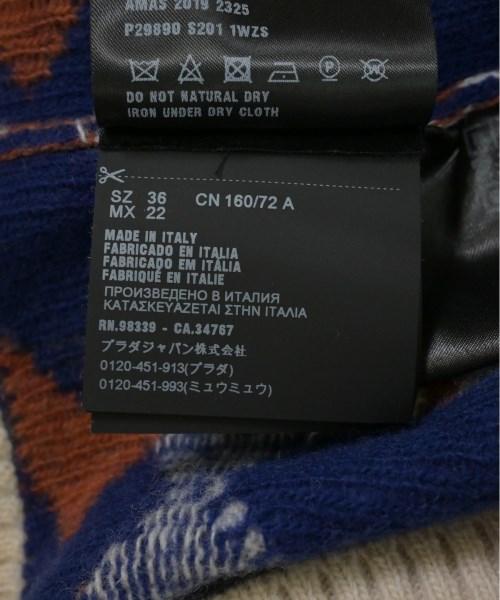 AMAS 2019 2325
P29890 S201 1WZS
DO NOT NATURAL DRY
IRON UNDER DRY CLOTH
SZ 36 CN 160/72 A
MX 22
MADE IN ITALY
FABRICADO EN ITALIA
FABRICADO EM ITÁLIA
FABRIQUÉ EN ITALIE
ПРОИЗВЕДЕНО В ИТАЛИЯ
ΚΑΤΑΣΚΕΥΑΖΕΤΑΙ ΣΤΗΝ ΙΤΑΛΙΑ
RN.98339 - CA.34767
プラダジャパン株式会社
0120-451-913(プラダ)
0120-451-993(ミュウミュウ)